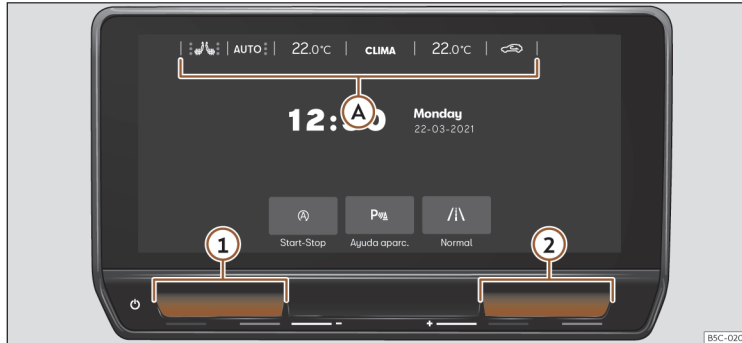 AUTO 22.0°C CLIMA 22.0°C
A
12:30 Monday
22-03-2021
A P
Start-Stop Ayuda aparc. Normal
1 2
- +
B5C-020